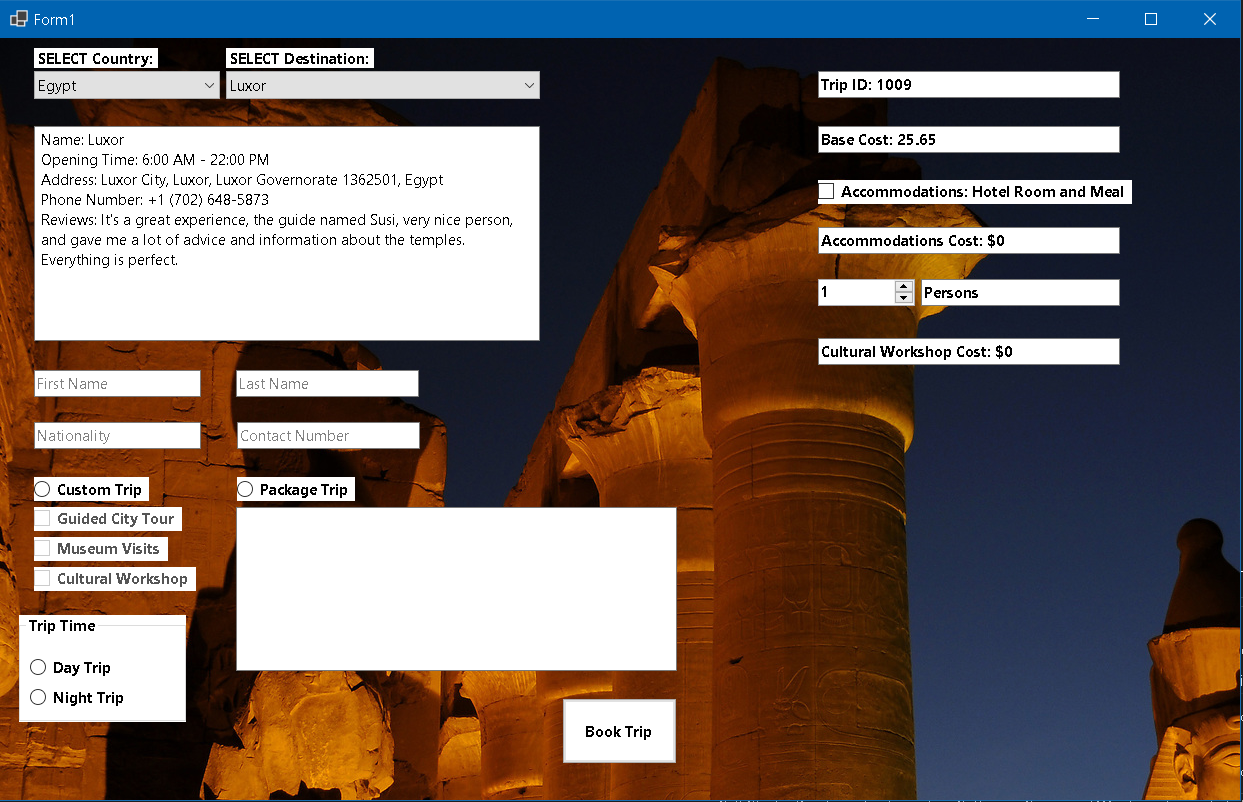 Form1
SELECT Country:
SELECT Destination:
Egypt
Luxor
Name: Luxor
Opening Time: 6:00 AM - 22:00 PM
Address: Luxor City, Luxor, Luxor Governorate 1362501, Egypt
Phone Number: +1 (702) 648-5873
Reviews: It's a great experience, the guide named Susi, very nice person,
and gave me a lot of advice and information about the temples.
Everything is perfect.
First Name
Last Name
Nationality
Contact Number
Custom Trip
Package Trip
Guided City Tour
Museum Visits
Cultural Workshop
Trip Time
Day Trip
Night Trip
Book Trip
Trip ID: 1009
Base Cost: 25.65
Accommodations: Hotel Room and Meal
Accommodations Cost: $0
1
Persons
Cultural Workshop Cost: $0